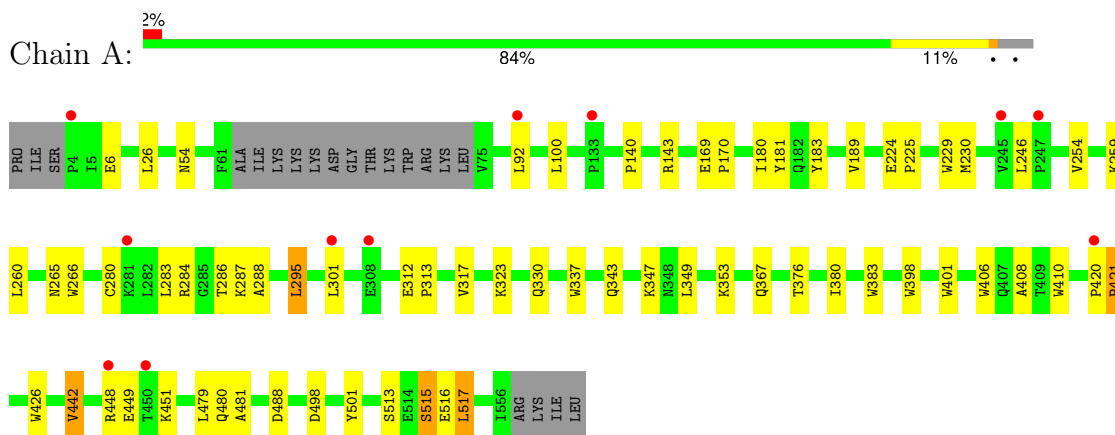 2%
Chain A:
84% 11% • •
PRO ILE SER P4 I5 E6 L26 N54 F61 ALA ILE LYS LYS LYS ASP GLY THR LYS TRP ARG LYS LEU V75 L92 L100 P133 P140 R143 E169 P170 I180 Y181 Q182 Y183 V189 E224 P225 W229 M230 V245 L246 P247 V254 K259
L260 N265 W266 C280 K281 L282 L283 R284 G285 T286 K287 A288 L295 L301 E308 E312 P313 V317 K323 Q330 W337 Q343 K347 N348 L349 K353 Q367 T376 I380 W383 W398 W401 W406 Q407 A408 T409 W410 P420
W426 V442 R448 E449 T450 K451 L479 Q480 A481 D488 D498 Y501 S513 E514 S515 E516 L517 I556 ARG LYS ILE LEU